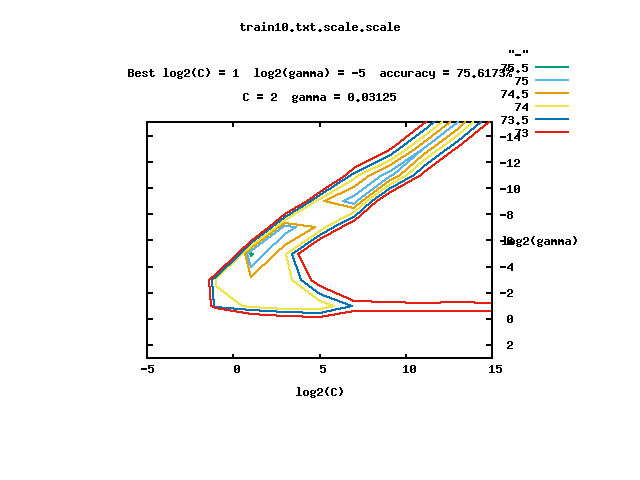 train10.txt.scale.scale
"-"
Best log2(C) = 1  log2(gamma) = -5  accuracy = 75.6173%
75.5
75
C = 2  gamma = 0.03125
74.5
74
73.5
73
-14
-12
-10
-8
-6
log2(gamma)
-4
-2
0
2
-5 0 5 10 15
log2(C)